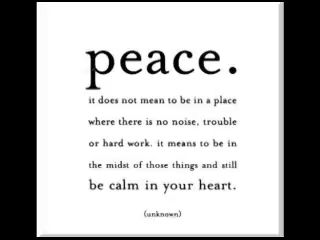 peace.
it does not mean to be in a place
where there is no noise, trouble
or hard work. it means to be in
the midst of those things and still
be calm in your heart.
(unknown)